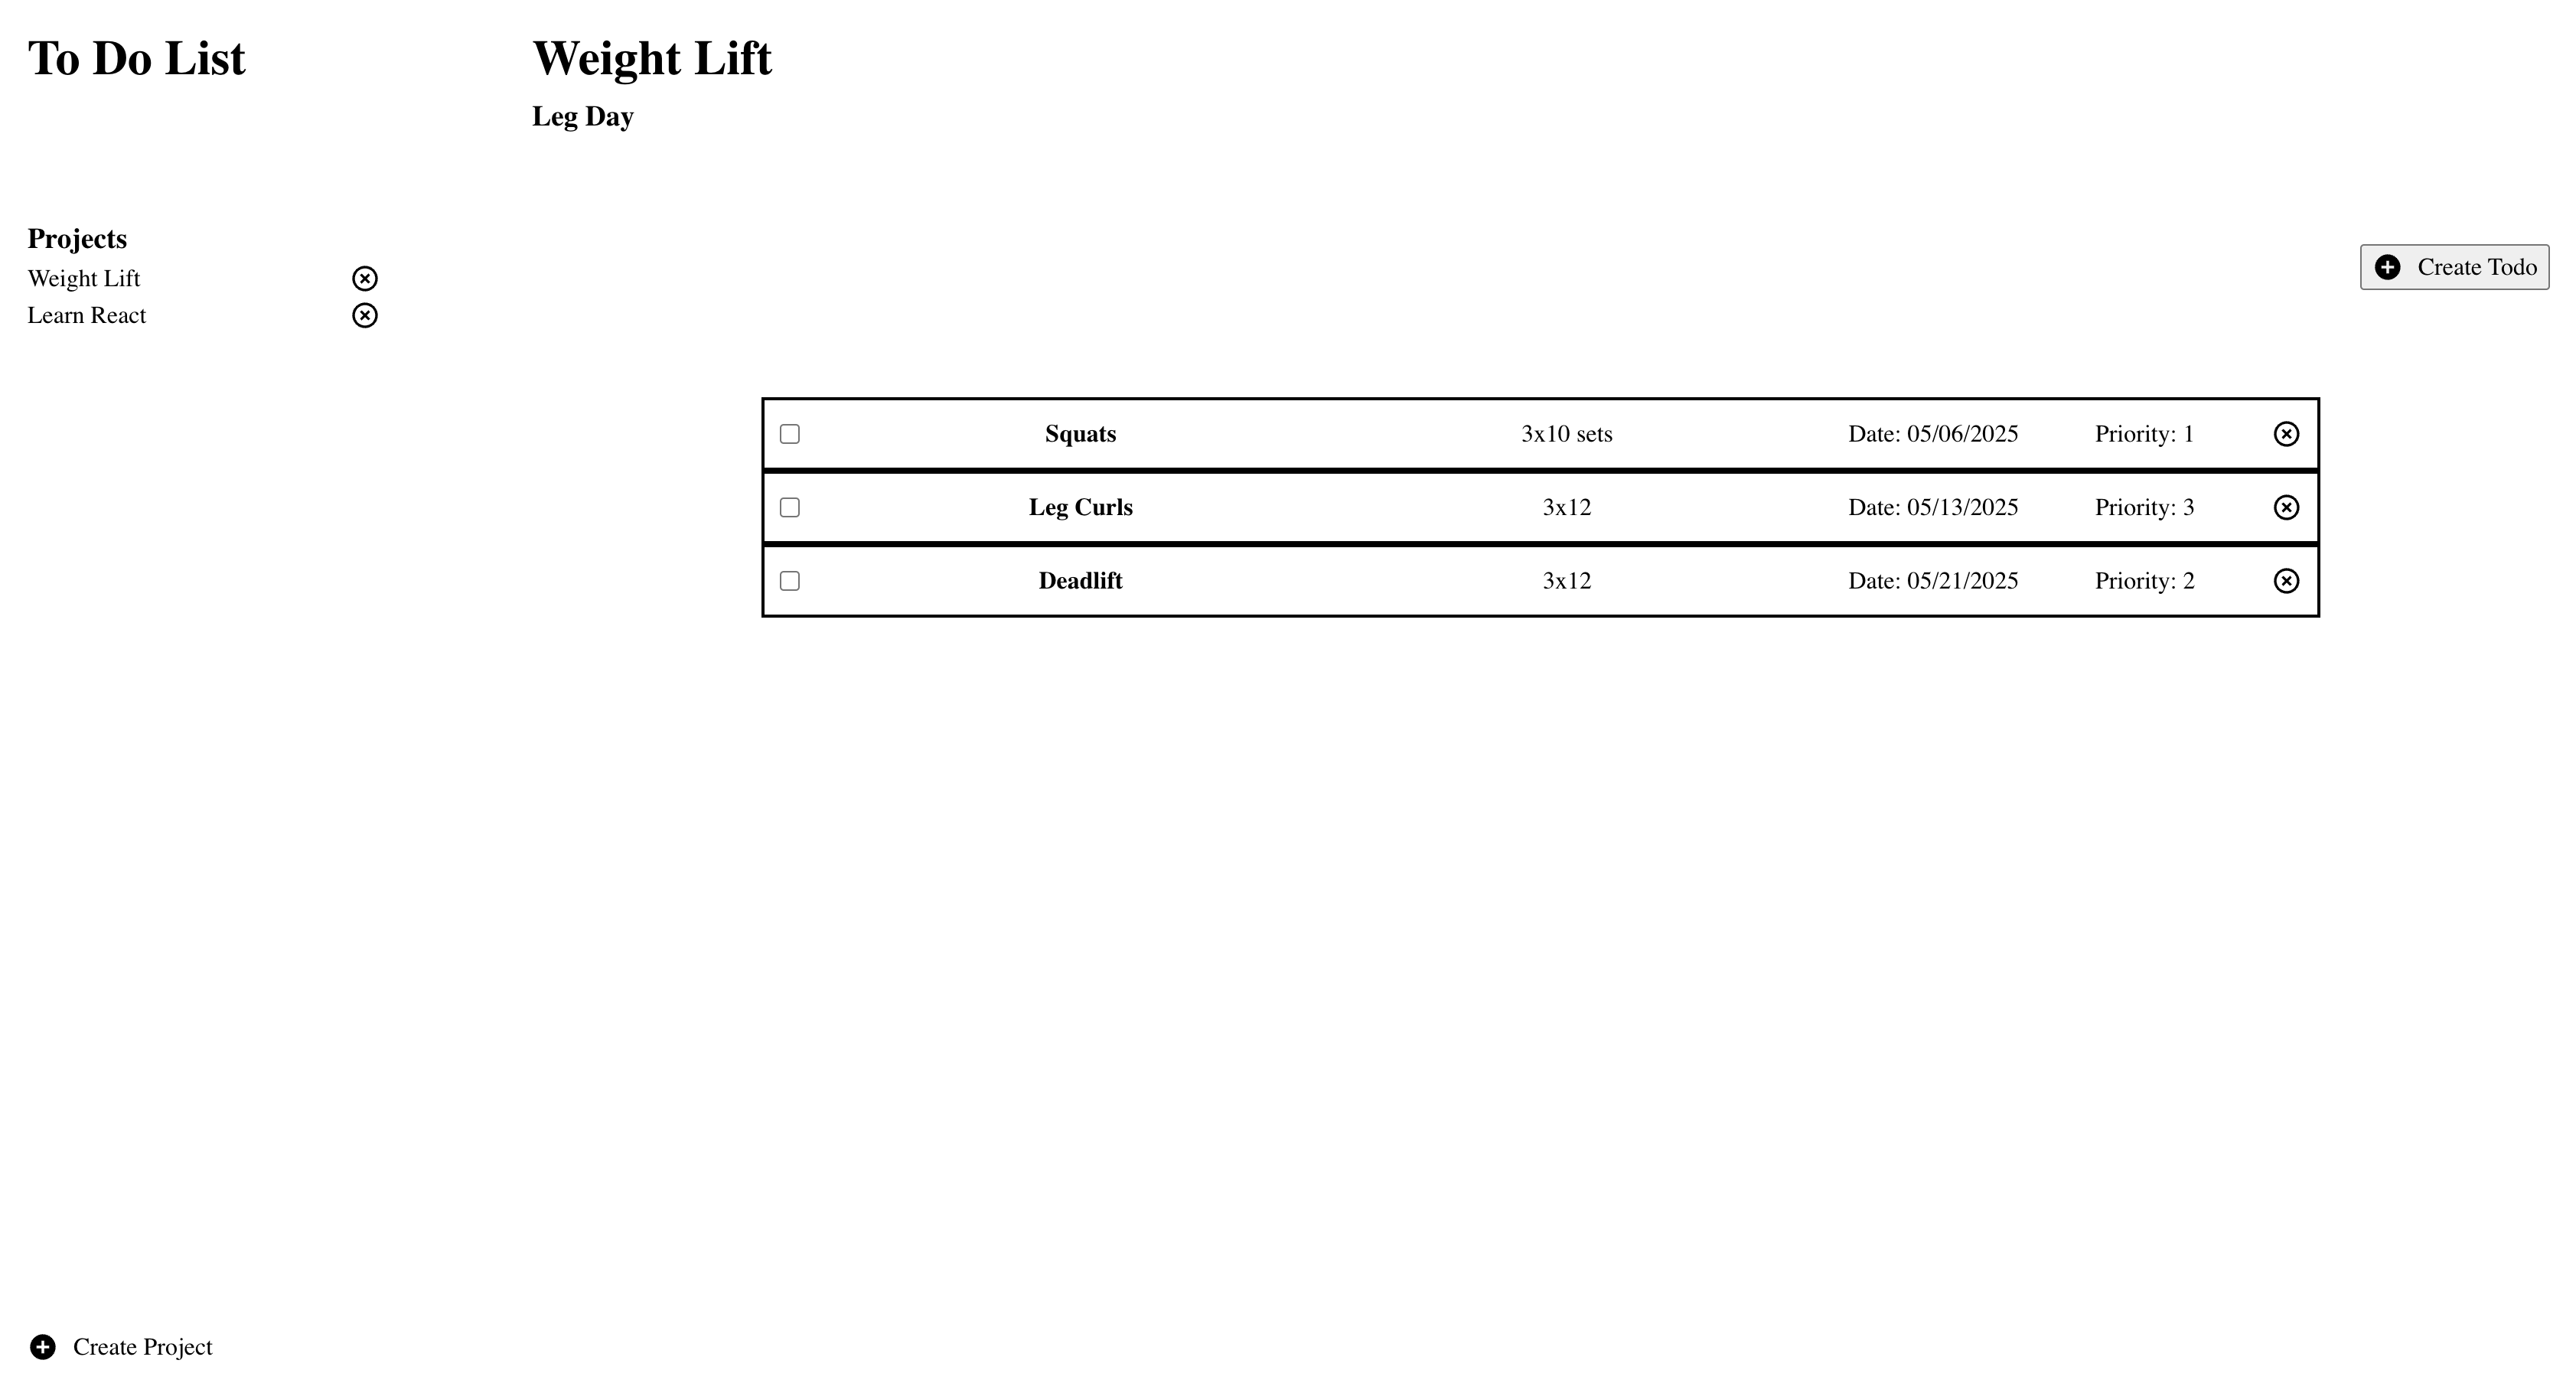 To Do List
Weight Lift
Leg Day
Projects
Weight Lift
Learn React
Create Todo
Squats 3x10 sets Date: 05/06/2025 Priority: 1
Leg Curls 3x12 Date: 05/13/2025 Priority: 3
Deadlift 3x12 Date: 05/21/2025 Priority: 2
Create Project